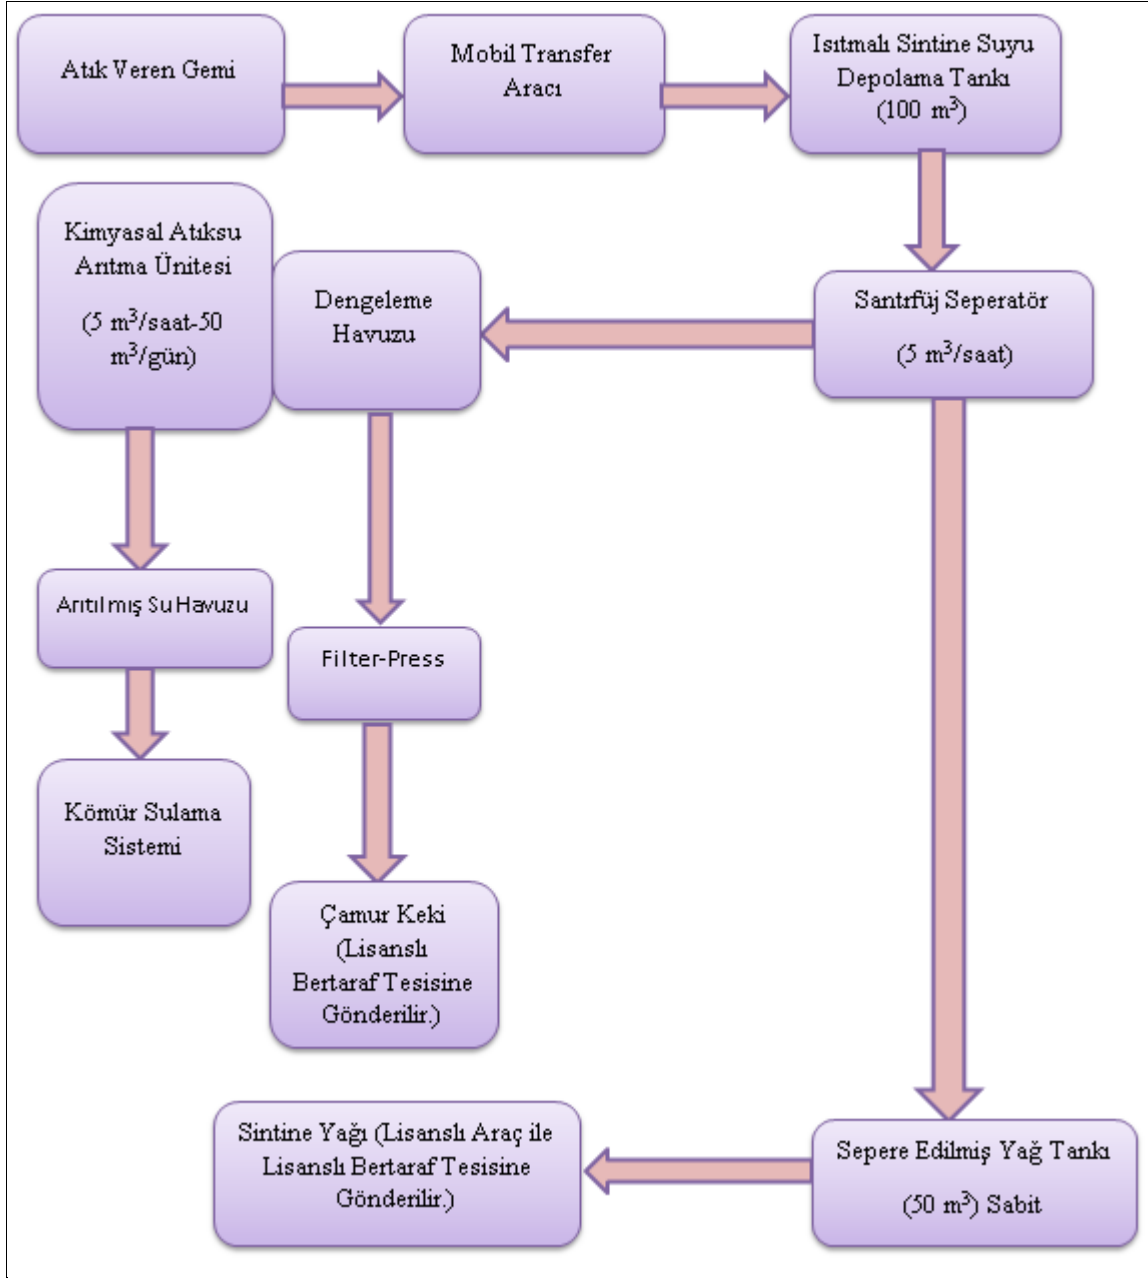 Atık Veren Gemi
Mobil Transfer
Aracı
Isıtmalı Sintine Suyu
Depolama Tankı
(100 m³)
Kimyasal Atıksu
Arıtma Ünitesi
(5 m³/saat-50
m³/gün)
Dengeleme
Havuzu
Santrfüj Seperatör
(5 m³/saat)
Arıtılmış Su Havuzu
Filter-Press
Kömür Sulama
Sistemi
Çamur Keki
(Lisanslı
Bertaraf Tesisine
Gönderilir.)
Sintine Yağı (Lisanslı Araç ile
Lisanslı Bertaraf Tesisine
Gönderilir.)
Sepere Edilmiş Yağ Tankı
(50 m³) Sabit